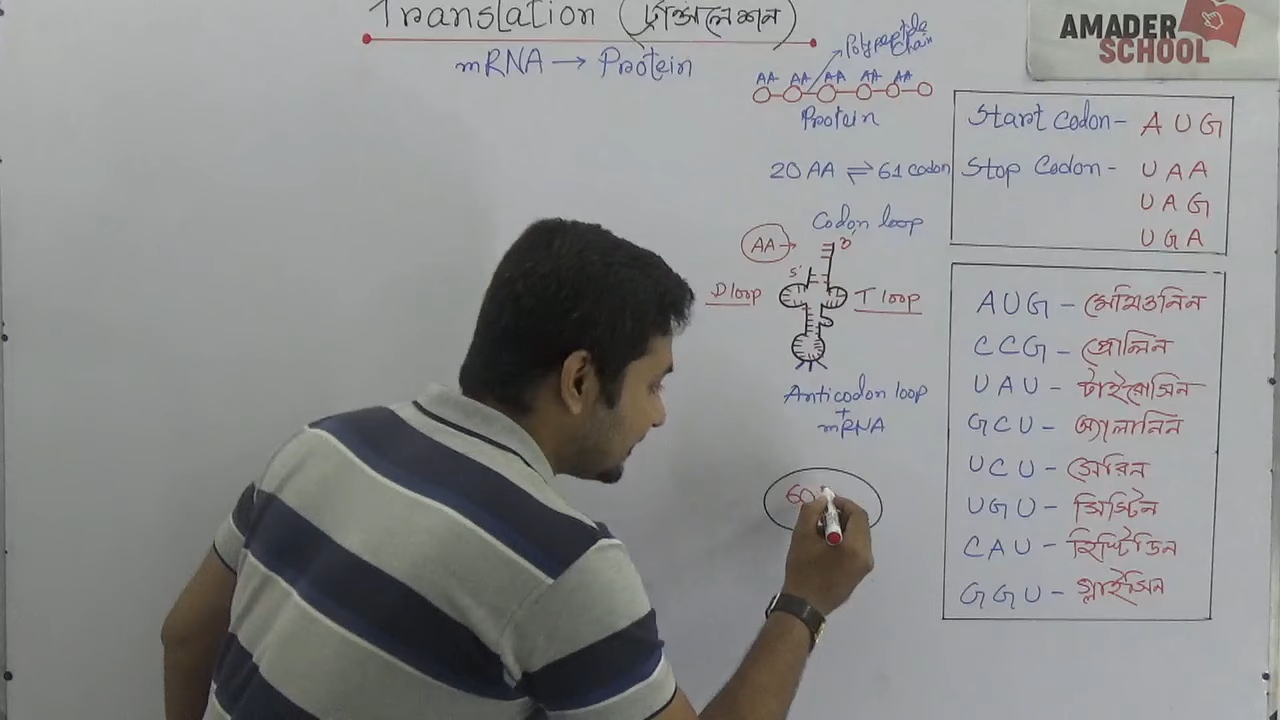 Translation (ট্রান্সলেশন)
mRNA → Protein
Polypeptide
chain
AA AA AA AA AA
Protein
20 AA ⇌ 61 codon
Codon loop
AA →
5'
D loop
T loop
Anticodon loop
+
mRNA
60
AMADER
SCHOOL
Start Codon - AUG
Stop Codon - UAA
UAG
UGA
AUG - মেথিওনিন
CCG - প্রোলিন
UAU - টাইরোসিন
GCU - অ্যালানিন
UCU - সেরিন
UGU - সিস্টিন
CAU - হিস্টিডিন
GGU - গ্লাইসিন